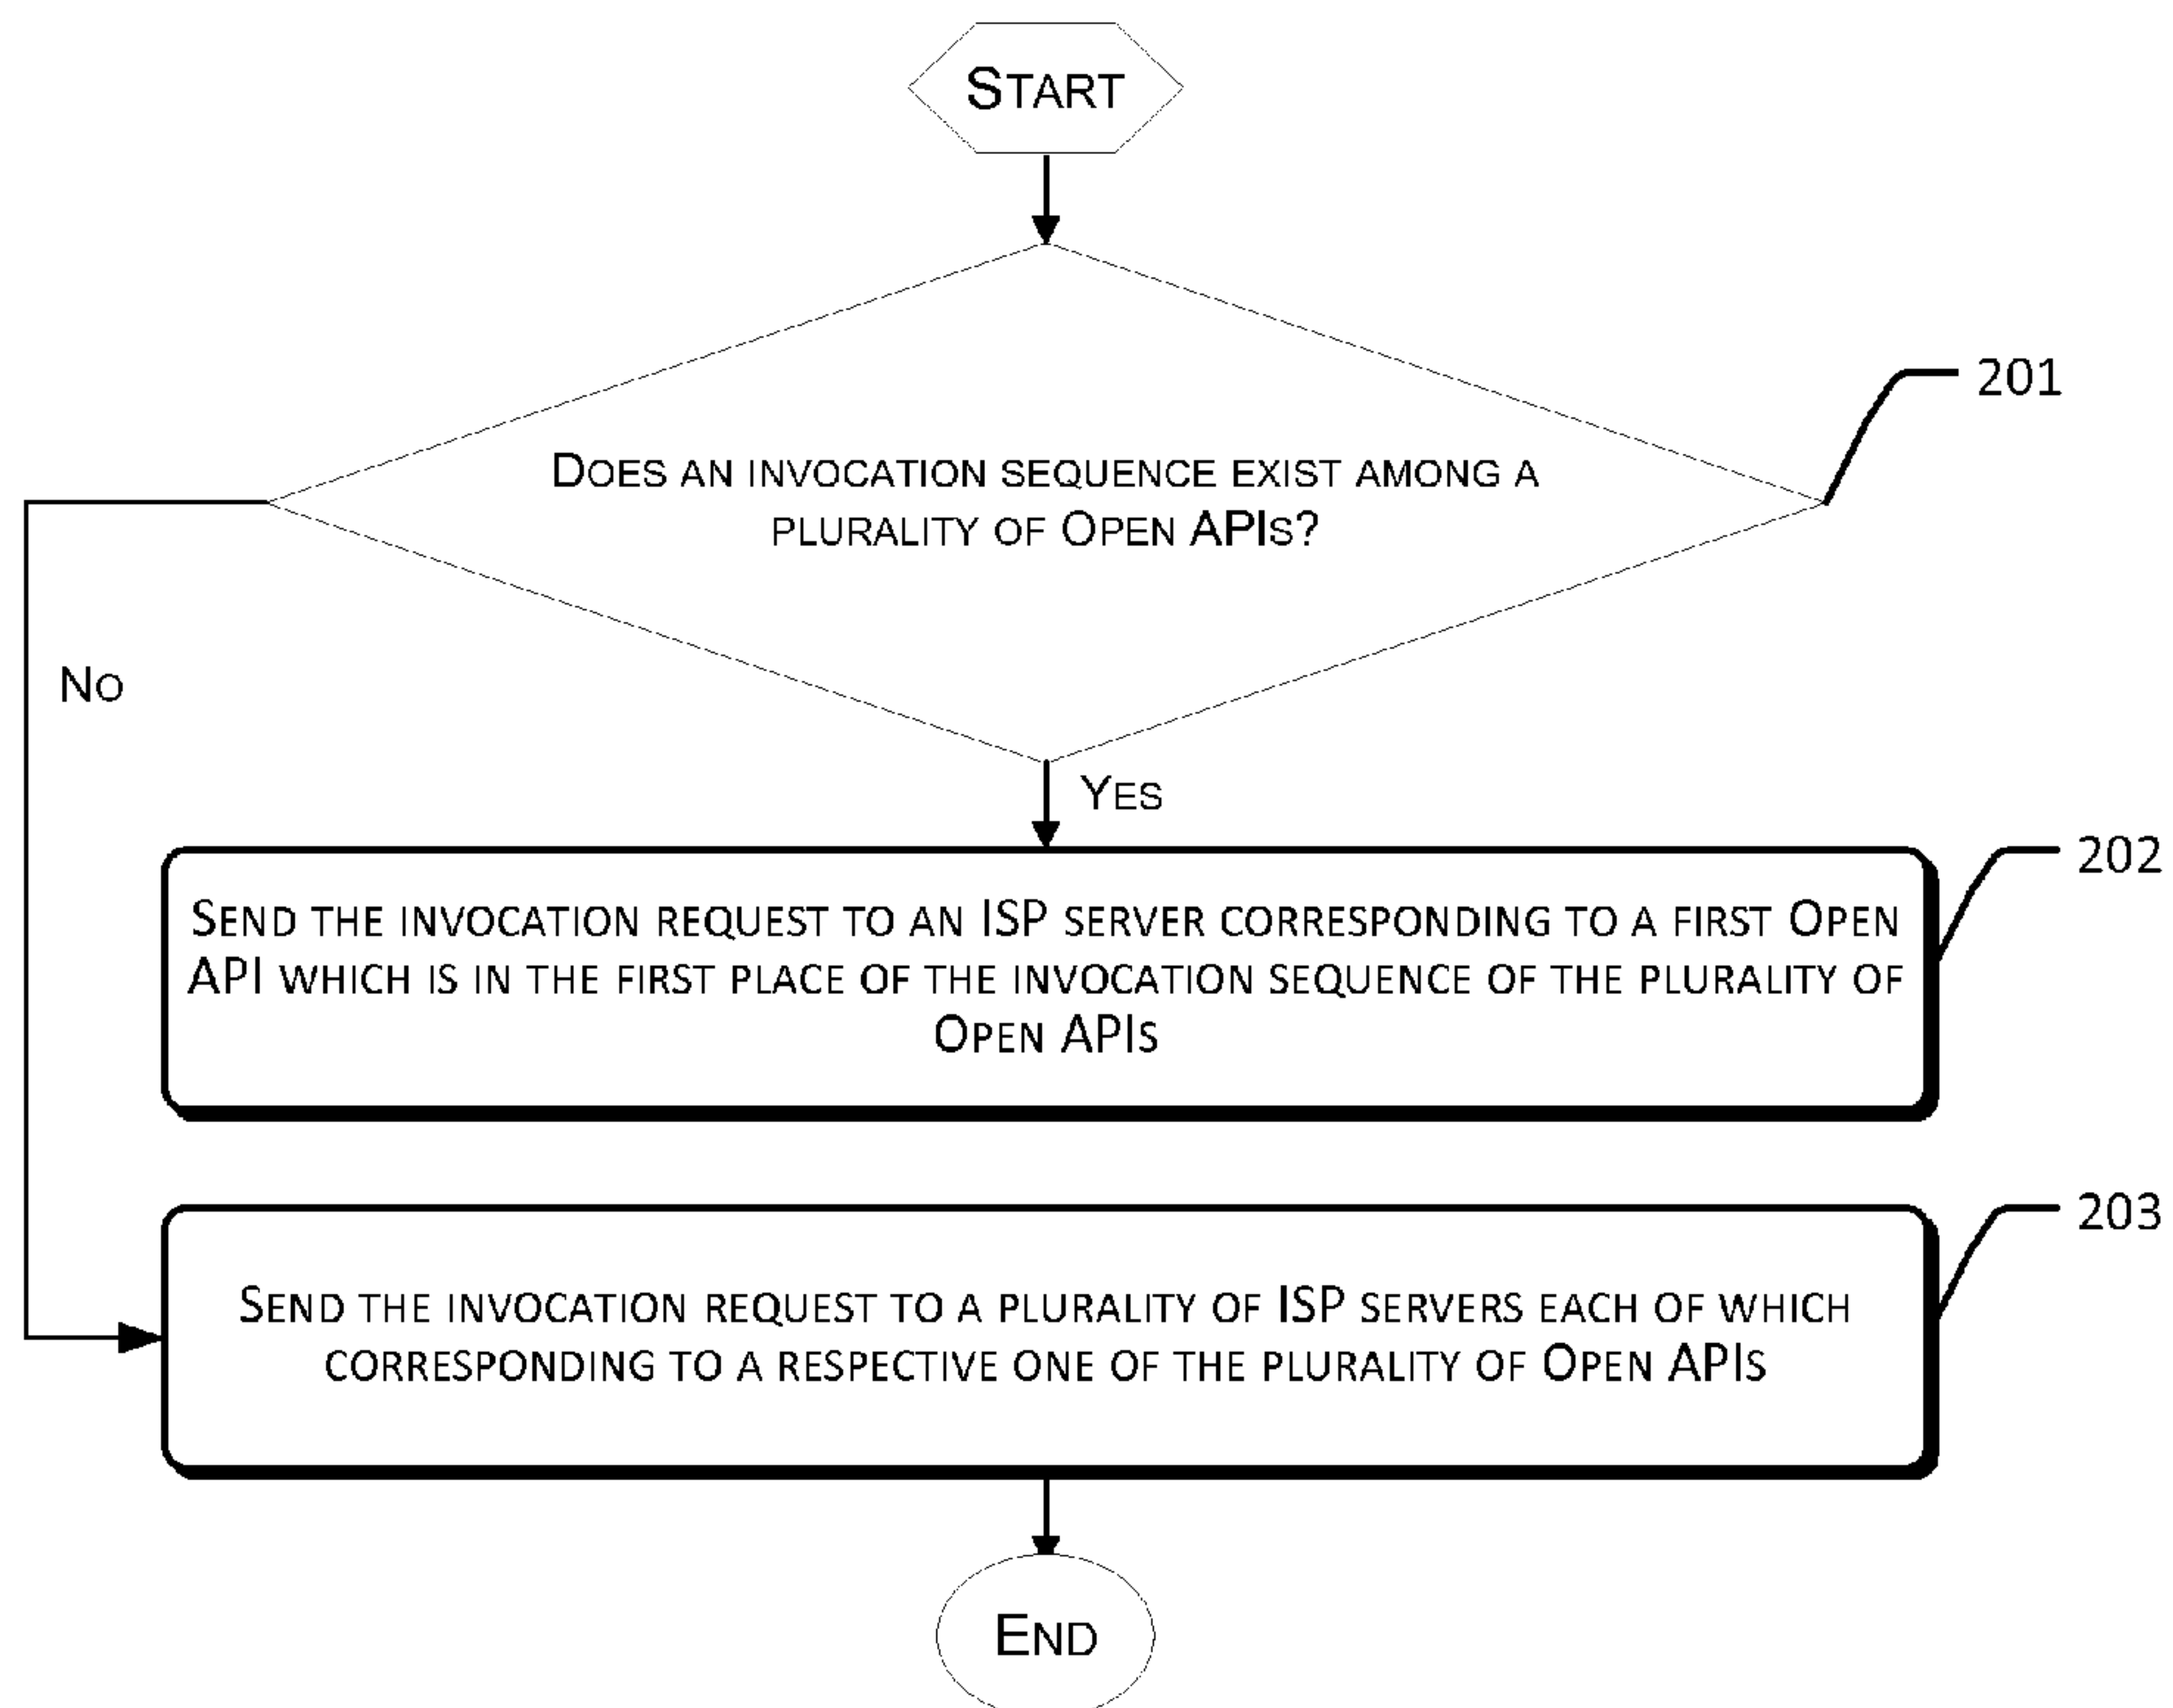 START
201
DOES AN INVOCATION SEQUENCE EXIST AMONG A
PLURALITY OF OPEN APIS?
NO
YES
202
SEND THE INVOCATION REQUEST TO AN ISP SERVER CORRESPONDING TO A FIRST OPEN
API WHICH IS IN THE FIRST PLACE OF THE INVOCATION SEQUENCE OF THE PLURALITY OF
OPEN APIS
203
SEND THE INVOCATION REQUEST TO A PLURALITY OF ISP SERVERS EACH OF WHICH
CORRESPONDING TO A RESPECTIVE ONE OF THE PLURALITY OF OPEN APIS
END